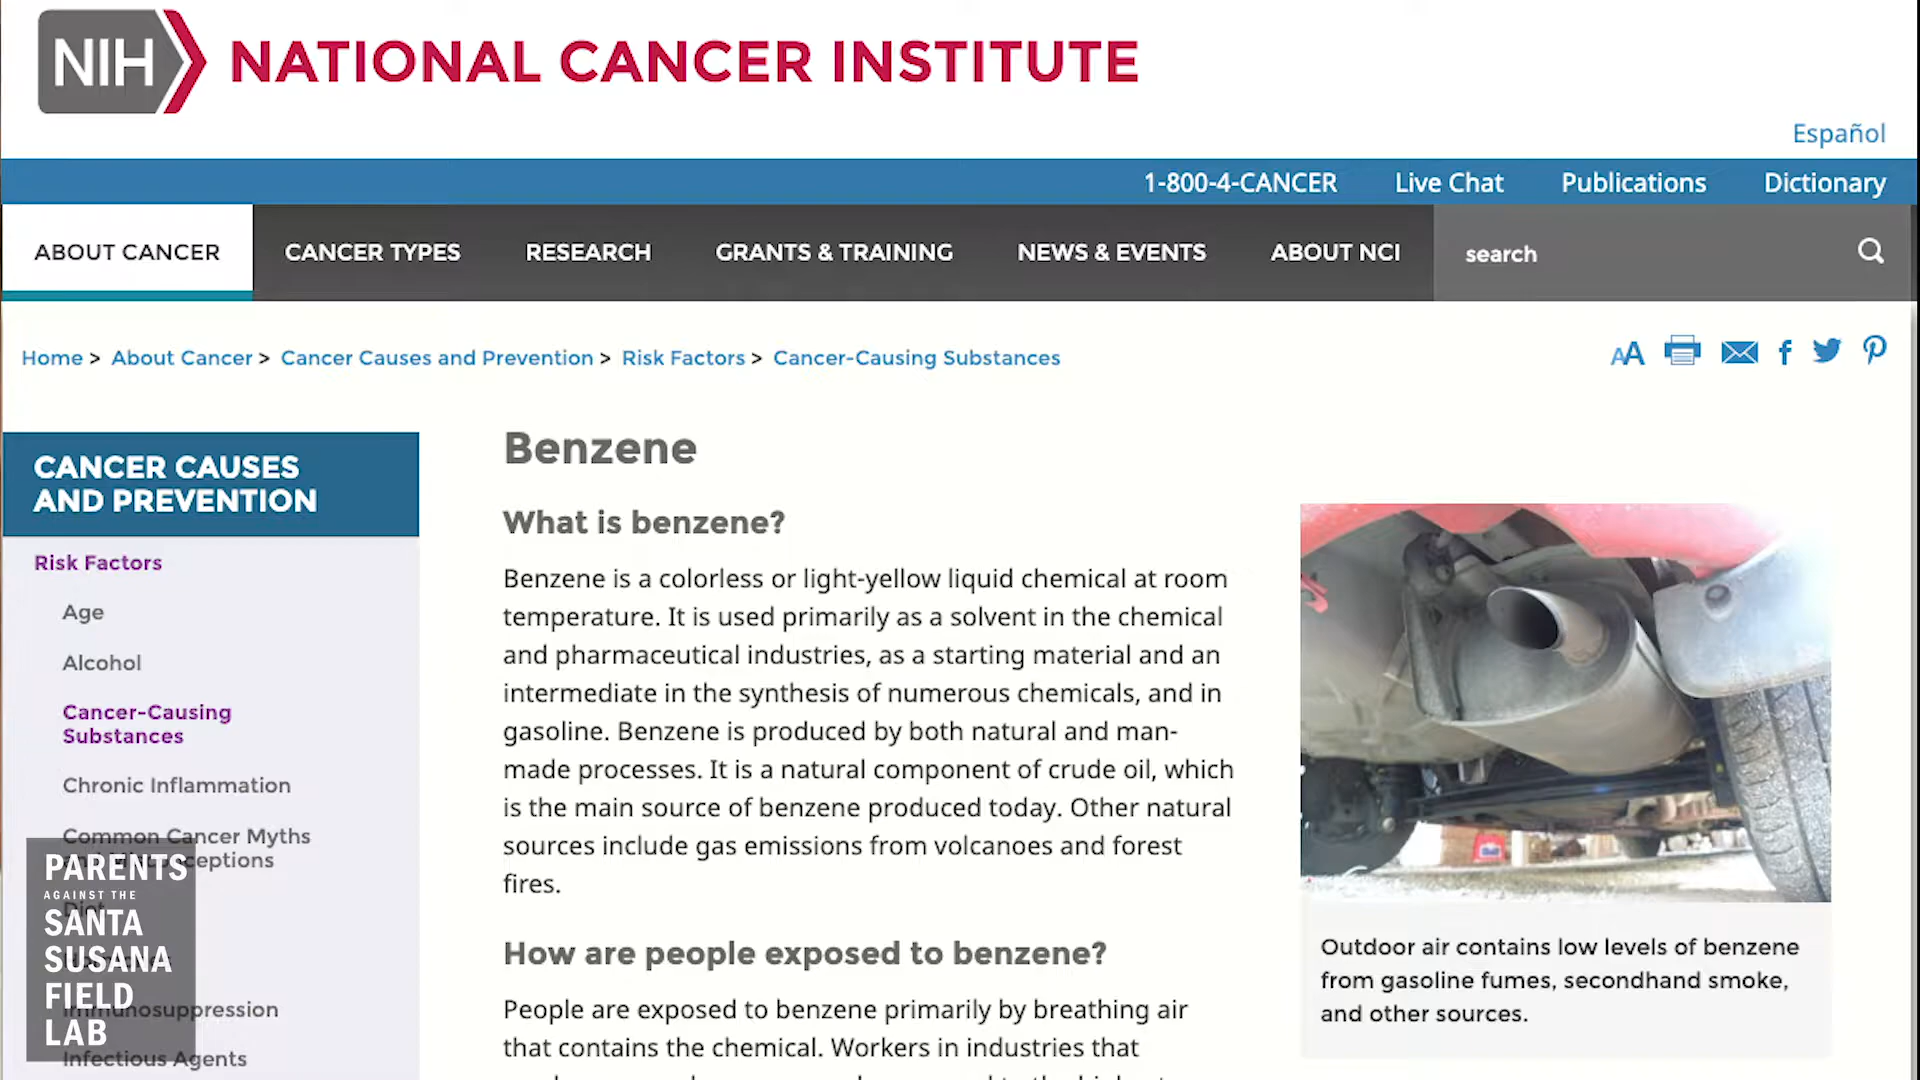 NIH NATIONAL CANCER INSTITUTE
Español
1-800-4-CANCER Live Chat Publications Dictionary
ABOUT CANCER CANCER TYPES RESEARCH GRANTS & TRAINING NEWS & EVENTS ABOUT NCI search
Home > About Cancer > Cancer Causes and Prevention > Risk Factors > Cancer-Causing Substances
AA
CANCER CAUSES
AND PREVENTION
Risk Factors
Age
Alcohol
Cancer-Causing
Substances
Chronic Inflammation
Common Cancer Myths
Diet
Immunosuppression
Infectious Agents
PARENTS
AGAINST THE
SANTA
SUSANA
FIELD
LAB
Benzene
What is benzene?
Benzene is a colorless or light-yellow liquid chemical at room
temperature. It is used primarily as a solvent in the chemical
and pharmaceutical industries, as a starting material and an
intermediate in the synthesis of numerous chemicals, and in
gasoline. Benzene is produced by both natural and man-
made processes. It is a natural component of crude oil, which
is the main source of benzene produced today. Other natural
sources include gas emissions from volcanoes and forest
fires.
How are people exposed to benzene?
People are exposed to benzene primarily by breathing air
that contains the chemical. Workers in industries that
Outdoor air contains low levels of benzene
from gasoline fumes, secondhand smoke,
and other sources.